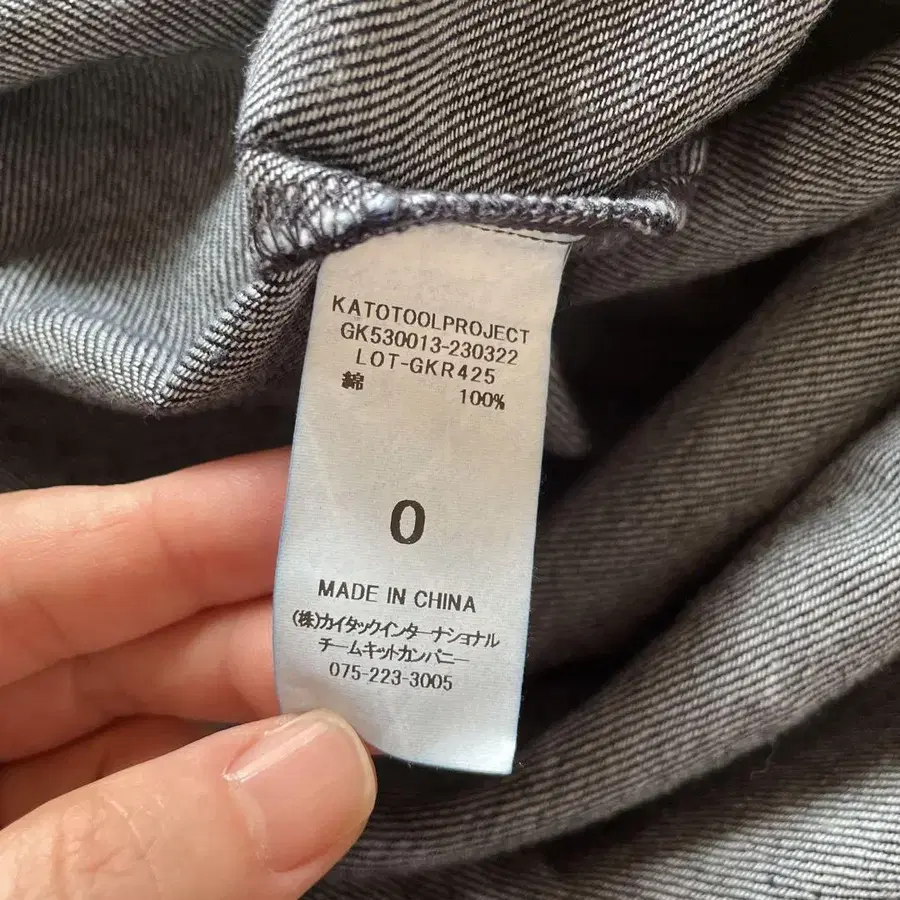 KATOTOOLPROJECT
GK530013-230322
LOT-GKR425
綿 100%
0
MADE IN CHINA
(株)カイタックインターナショナル
チームキットカンパニー
075-223-3005